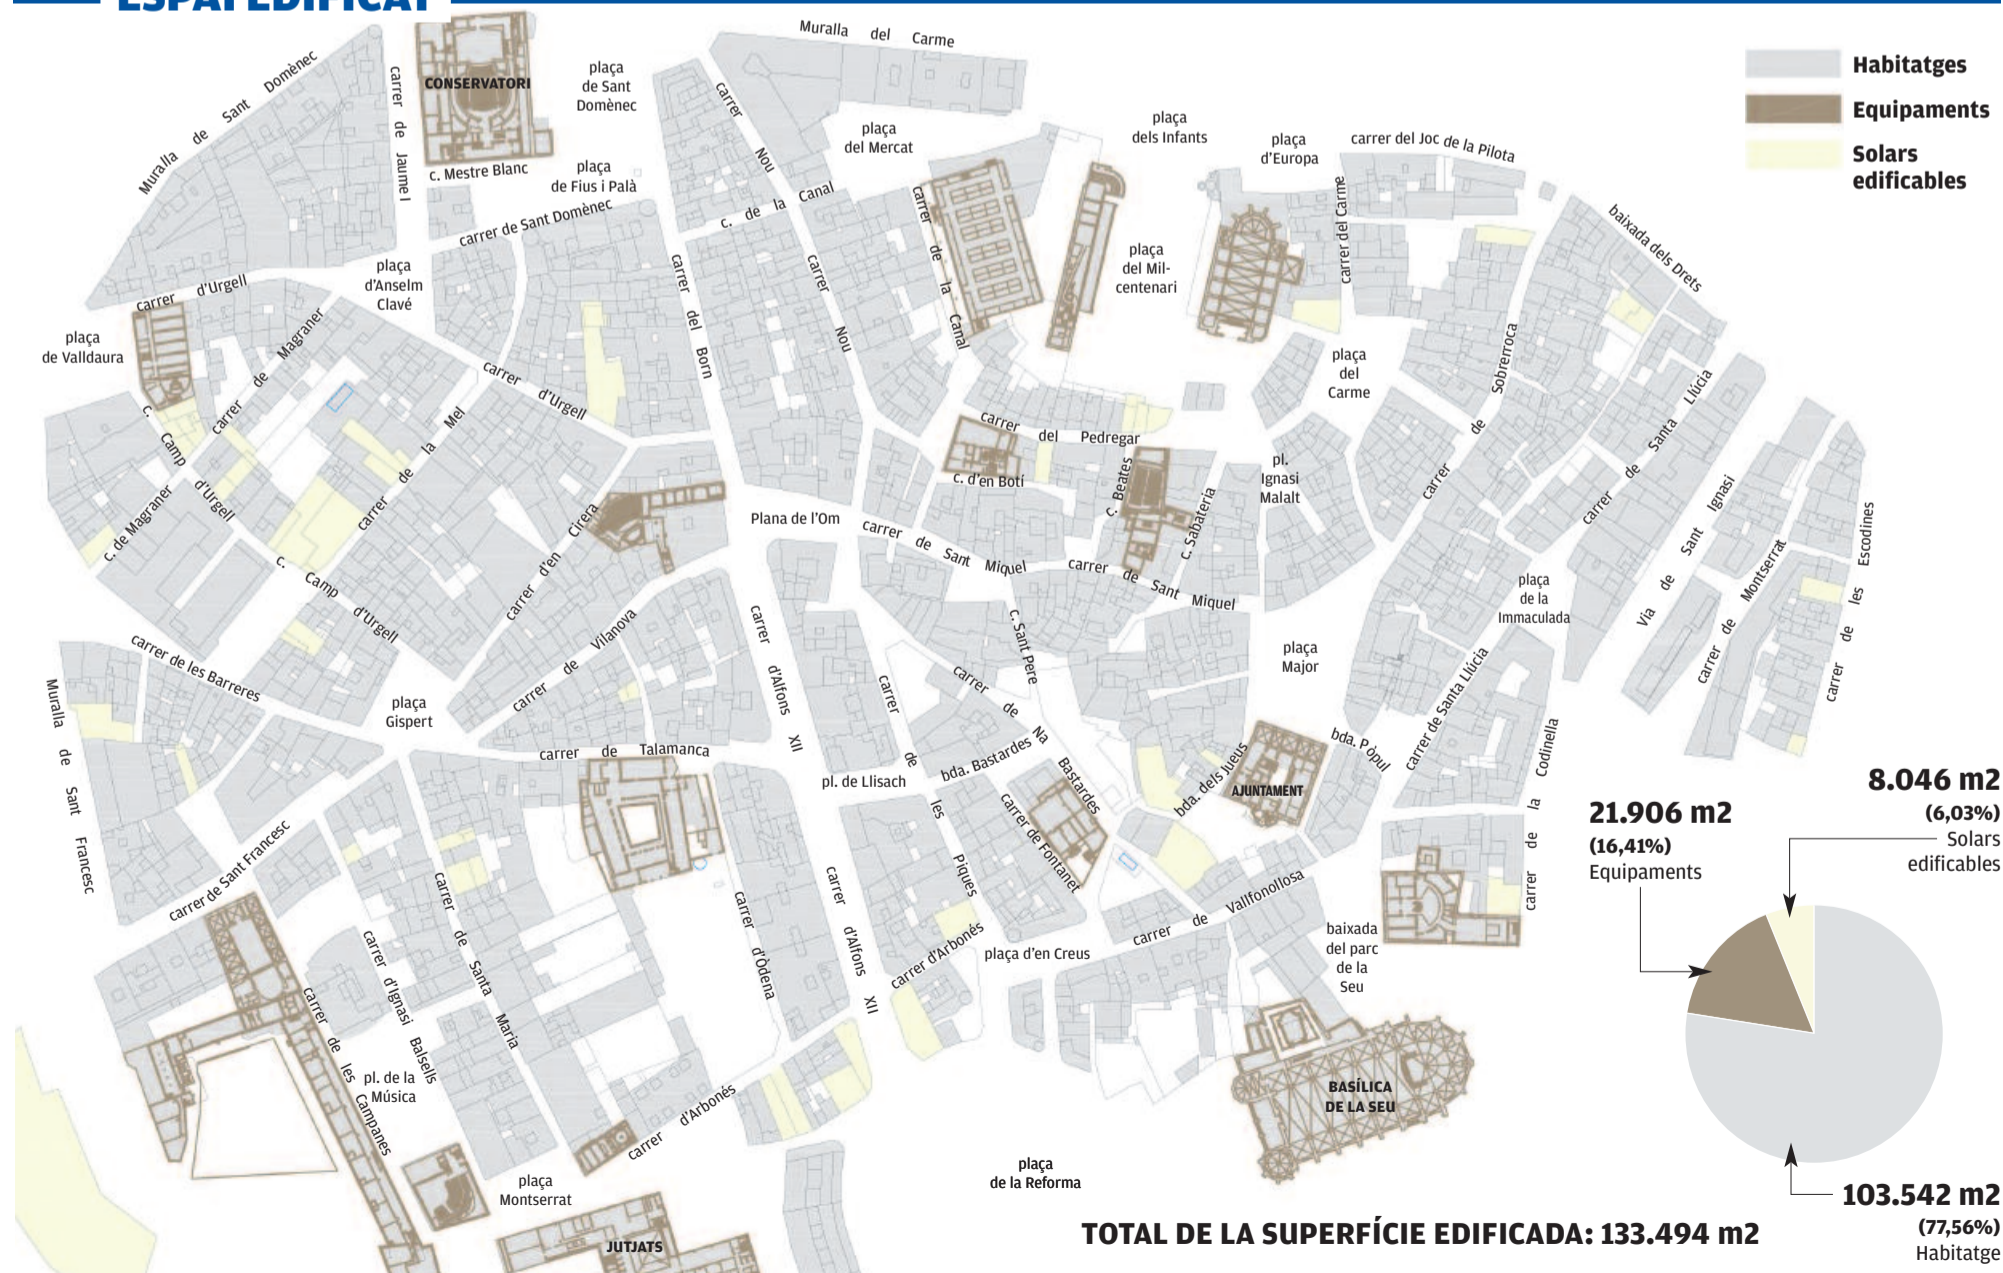 ESPAI EDIFICAT
Muralla de Sant Domènec
carrer de Jaume I
CONSERVATORI
plaça
de Sant
Domènec
c. Mestre Blanc
plaça
de Fius i Palà
carrer de Sant Domènec
Muralla del Carme
carrer Nou
plaça
del Mercat
c. de la Canal
carrer de la Canal
plaça
dels Infants
plaça
d'Europa
carrer del Joc de la Pilota
carrer del Carme
baixada dels Drets
Habitatges
Equipaments
Solars
edificables
carrer d'Urgell
plaça
d'Anselm
Clavé
plaça
de Valldaura
carrer de Magraner
c. Camp d'Urgell
c. de Magraner
carrer de la Mel
carrer d'Urgell
carrer del Born
carrer Nou
plaça
del Mil-
centenari
plaça
del
Carme
carrer de Sobrerroca
carrer de Santa Llúcia
carrer del Pedregar
c. d'en Botí
c. Beates
c. Sabateria
pl.
Ignasi
Malalt
Via de Sant Ignasi
carrer de Montserrat
carrer de les Escodines
Plana de l'Om
carrer de Sant Miquel
carrer de Sant Miquel
carrer d'en Cirera
c. Camp d'Urgell
carrer de Vilanova
carrer de les Barreres
plaça
Gispert
Muralla de Sant Francesc
carrer d'Alfons XII
c. Sant Pere
carrer de Na Bastardes
plaça
Major
plaça
de la
Immaculada
carrer de Santa Llúcia
carrer de la Codinella
carrer de Talamanca
pl. de Llisach
carrer de les Piques
bda. Bastardes
carrer de Fontanet
bda. dels Jueus
AJUNTAMENT
bda. Pòpul
carrer de Sant Francesc
carrer de Santa Maria
carrer d'Ignasi Balsells
carrer d'Òdena
carrer d'Alfons XII
carrer d'Arbonés
plaça d'en Creus
carrer de Vallfonollosa
baixada
del parc
de la
Seu
carrer de la Codinella
carrer de les Campanes
pl. de la
Música
carrer d'Arbonés
BASÍLICA
DE LA SEU
plaça
Montserrat
plaça
de la Reforma
JUTJATS
8.046 m2
(6,03%)
Solars
edificables
21.906 m2
(16,41%)
Equipaments
103.542 m2
(77,56%)
Habitatge
TOTAL DE LA SUPERFÍCIE EDIFICADA: 133.494 m2